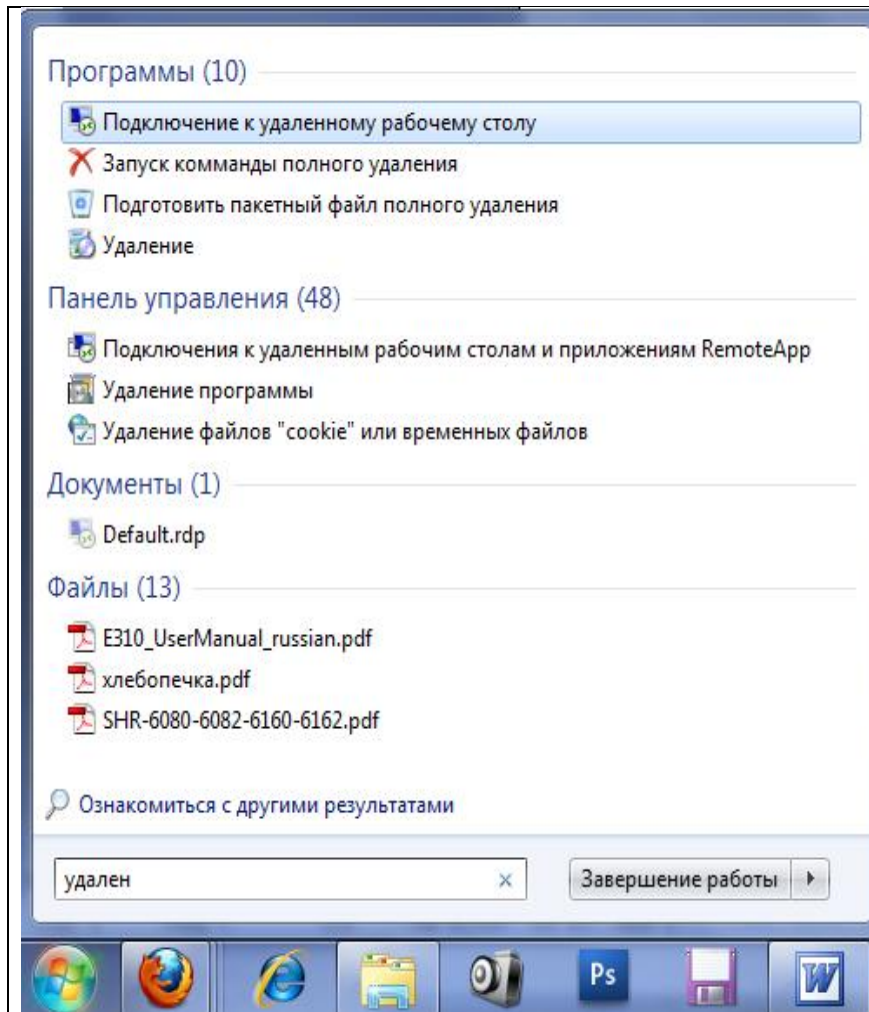 Программы (10)
Подключение к удаленному рабочему столу
Запуск комманды полного удаления
Подготовить пакетный файл полного удаления
Удаление
Панель управления (48)
Подключения к удаленным рабочим столам и приложениям RemoteApp
Удаление программы
Удаление файлов "cookie" или временных файлов
Документы (1)
Default.rdp
Файлы (13)
E310_UserManual_russian.pdf
хлебопечка.pdf
SHR-6080-6082-6160-6162.pdf
Ознакомиться с другими результатами
удален
Завершение работы
Ps
W